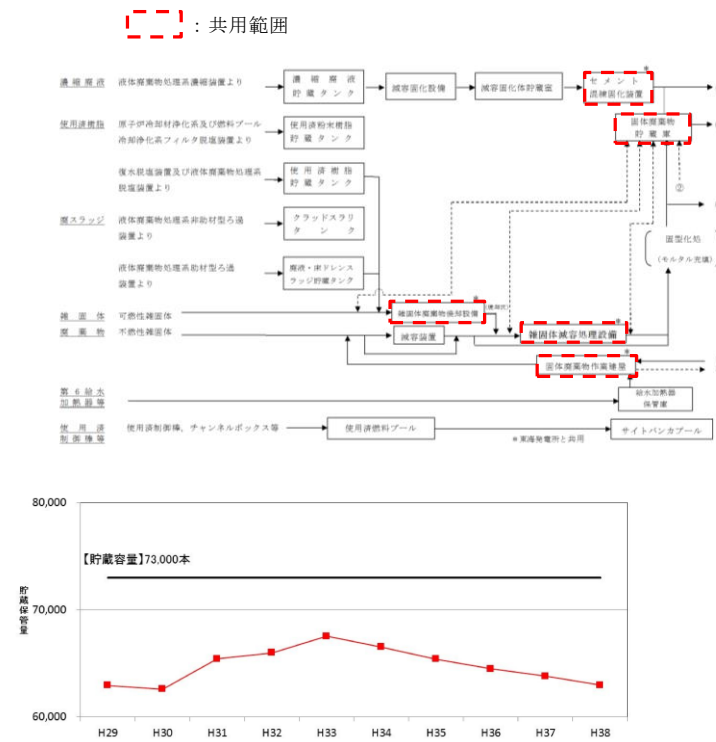 ：共用範囲
濃縮廃液 液体廃棄物処理系濃縮装置より
濃縮廃液
貯蔵タンク
減容固化設備
減容固化体貯蔵室
＊
セメント
混練固化装置
使用済樹脂 原子炉冷却材浄化系及び燃料プール
冷却浄化系フィルタ脱塩装置より
使用済粉末樹脂
貯蔵タンク
固体廃棄物
貯蔵庫
復水脱塩装置及び液体廃棄物処理系
脱塩装置より
使用済樹脂
貯蔵タンク
②
廃スラッジ 液体廃棄物処理系非助材型ろ過
装置より
クラッドスラリ
タンク
固型化処
（モルタル充填）
液体廃棄物処理系助材型ろ過
装置より
廃液・床ドレンス
ラッジ貯蔵タンク
雑固体
廃棄物
可燃性雑固体
不燃性雑固体
＊
雑固体廃棄物焼却設備
減容装置
＊
雑固体減容処理設備
＊
固体廃棄物作業建屋
第6給水
加熱器等
給水加熱器
保管庫
使用済
制御棒等
使用済制御棒、チャンネルボックス等
使用済燃料プール
＊東海発電所と共用
サイトバンカプール
80,000
【貯蔵容量】73,000本
貯蔵保管量
70,000
60,000
H29 H30 H31 H32 H33 H34 H35 H36 H37 H38